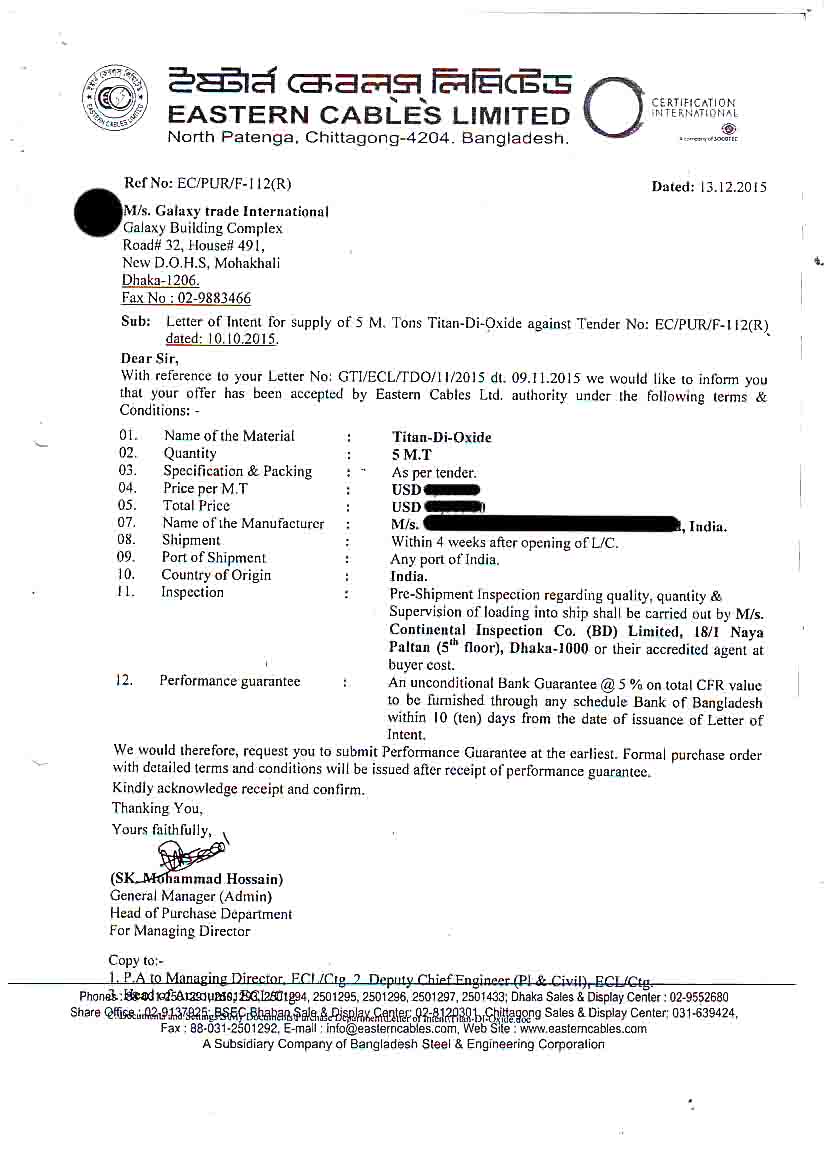 ইষ্টার্ন কেবলস লিমিটেড
EASTERN CABLES LIMITED
North Patenga, Chittagong-4204. Bangladesh.
CERTIFICATION
INTERNATIONAL
A company of SOCOTEC
EASTERN CABLES LTD.
Ref No: EC/PUR/F-112(R)
Dated: 13.12.2015
M/s. Galaxy trade International
Galaxy Building Complex
Road# 32, House# 491,
New D.O.H.S, Mohakhali
Dhaka-1206.
Fax No : 02-9883466
Sub: Letter of Intent for supply of 5 M. Tons Titan-Di-Oxide against Tender No: EC/PUR/F-112(R)
dated: 10.10.2015.
Dear Sir,
With reference to your Letter No: GTI/ECL/TDO/11/2015 dt. 09.11.2015 we would like to inform you
that your offer has been accepted by Eastern Cables Ltd. authority under the following terms &
Conditions: -
01. Name of the Material : Titan-Di-Oxide
02. Quantity : 5 M.T
03. Specification & Packing : As per tender.
04. Price per M.T : USD
05. Total Price : USD
07. Name of the Manufacturer : M/s. , India.
08. Shipment : Within 4 weeks after opening of L/C.
09. Port of Shipment : Any port of India.
10. Country of Origin : India.
11. Inspection : Pre-Shipment Inspection regarding quality, quantity &
Supervision of loading into ship shall be carried out by M/s.
Continental Inspection Co. (BD) Limited, 18/1 Naya
Paltan (5th floor), Dhaka-1000 or their accredited agent at
buyer cost.
12. Performance guarantee : An unconditional Bank Guarantee @ 5 % on total CFR value
to be furnished through any schedule Bank of Bangladesh
within 10 (ten) days from the date of issuance of Letter of
Intent.
We would therefore, request you to submit Performance Guarantee at the earliest. Formal purchase order
with detailed terms and conditions will be issued after receipt of performance guarantee.
Kindly acknowledge receipt and confirm.
Thanking You,
Yours faithfully,
(SK. Mohammad Hossain)
General Manager (Admin)
Head of Purchase Department
For Managing Director
Copy to:-
1. P.A to Managing Director, ECL/Ctg. 2. Deputy Chief Engineer (Pl & Civil), ECL/Ctg.
Phones : 2501294, 2501295, 2501296, 2501297, 2501433; Dhaka Sales & Display Center : 02-9552680
Share Office : 02-9137825; BSEC Bhaban Sale & Display Center: 02-8120301, Chittagong Sales & Display Center: 031-639424,
Fax : 88-031-2501292, E-mail : info@easterncables.com, Web Site : www.easterncables.com
A Subsidiary Company of Bangladesh Steel & Engineering Corporation